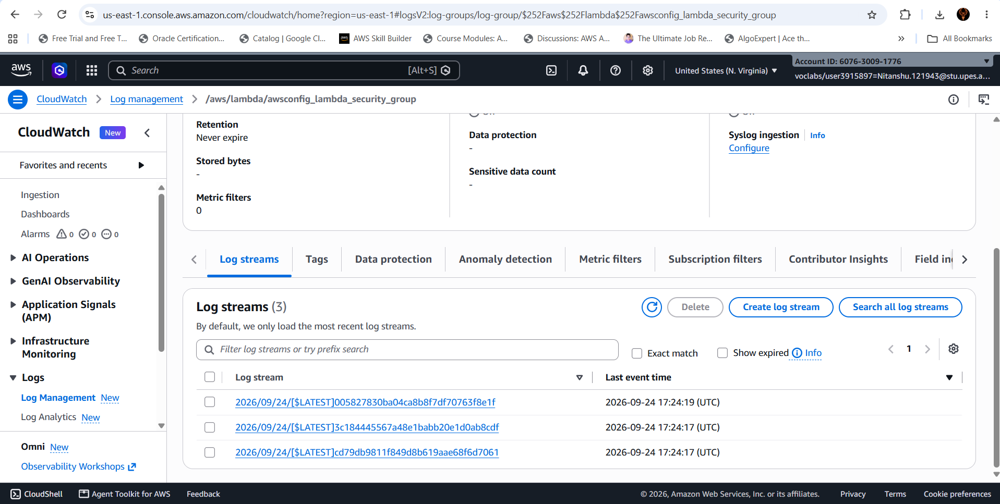 us-east-1.console.aws.amazon.com/cloudwatch/home?region=us-east-1#logsV2:log-groups/log-group/$252Faws$252Flambda$252Fawsconfig_lambda_security_group
Free Trial and Free T...
Oracle Certification...
Catalog | Google Cl...
aws
AWS Skill Builder
Course Modules: A...
Discussions: AWS A...
The Ultimate Job Re...
AlgoExpert | Ace th...
»
All Bookmarks
aws
Search
[Alt+S]
United States (N. Virginia)
Account ID: 6076-3009-1776
voclabs/user3915897=Nitanshu.121943@stu.upes.a...
CloudWatch
Log management
/aws/lambda/awsconfig_lambda_security_group
CloudWatch New
Favorites and recents
Ingestion
Dashboards
Alarms 0 0 0
AI Operations
GenAI Observability
Application Signals
(APM)
Infrastructure
Monitoring
Logs
Log Management New
Log Analytics New
Omni New
Observability Workshops
Retention
Never expire
Stored bytes
-
Metric filters
0
Data protection
-
Sensitive data count
-
Syslog ingestion Info
Configure
Log streams
Tags
Data protection
Anomaly detection
Metric filters
Subscription filters
Contributor Insights
Field in
Log streams (3)
Delete
Create log stream
Search all log streams
By default, we only load the most recent log streams.
Filter log streams or try prefix search
Exact match
Show expired
Info
1
Log stream
Last event time
2026/09/24/[$LATEST]005827830ba04ca8b8f7df70763f8e1f 2026-09-24 17:24:19 (UTC)
2026/09/24/[$LATEST]3c184445567a48e1babb20e1d0ab8cdf 2026-09-24 17:24:17 (UTC)
2026/09/24/[$LATEST]cd79db9811f849d8b619aae68f6d7061 2026-09-24 17:24:17 (UTC)
CloudShell
Agent Toolkit for AWS
Feedback
© 2026, Amazon Web Services, Inc. or its affiliates.
Privacy
Terms
Cookie preferences